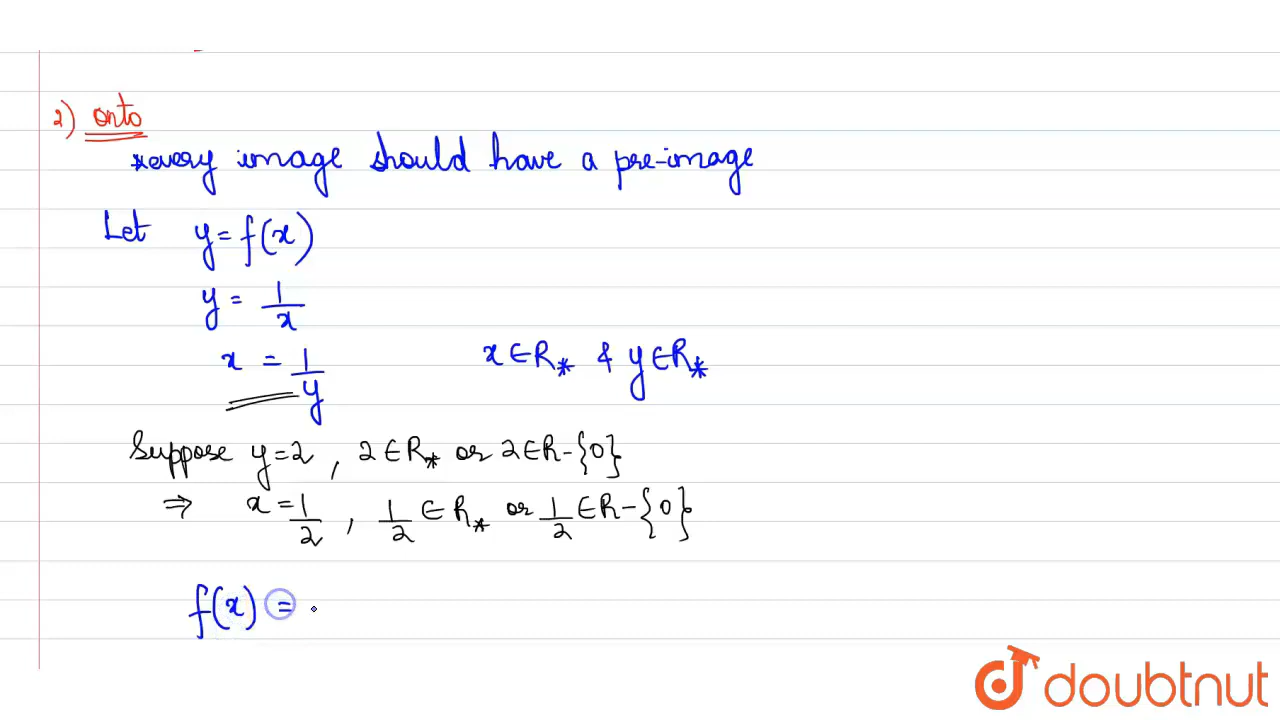 2) onto
*every image should have a pre-image
Let y = f(x)
y = 1/x
x = 1/y x ∈ R* & y ∈ R*
Suppose y = 2, 2 ∈ R* or 2 ∈ R - {0}
⇒ x = 1/2, 1/2 ∈ R* or 1/2 ∈ R - {0}
f(x) = .
doubtnut